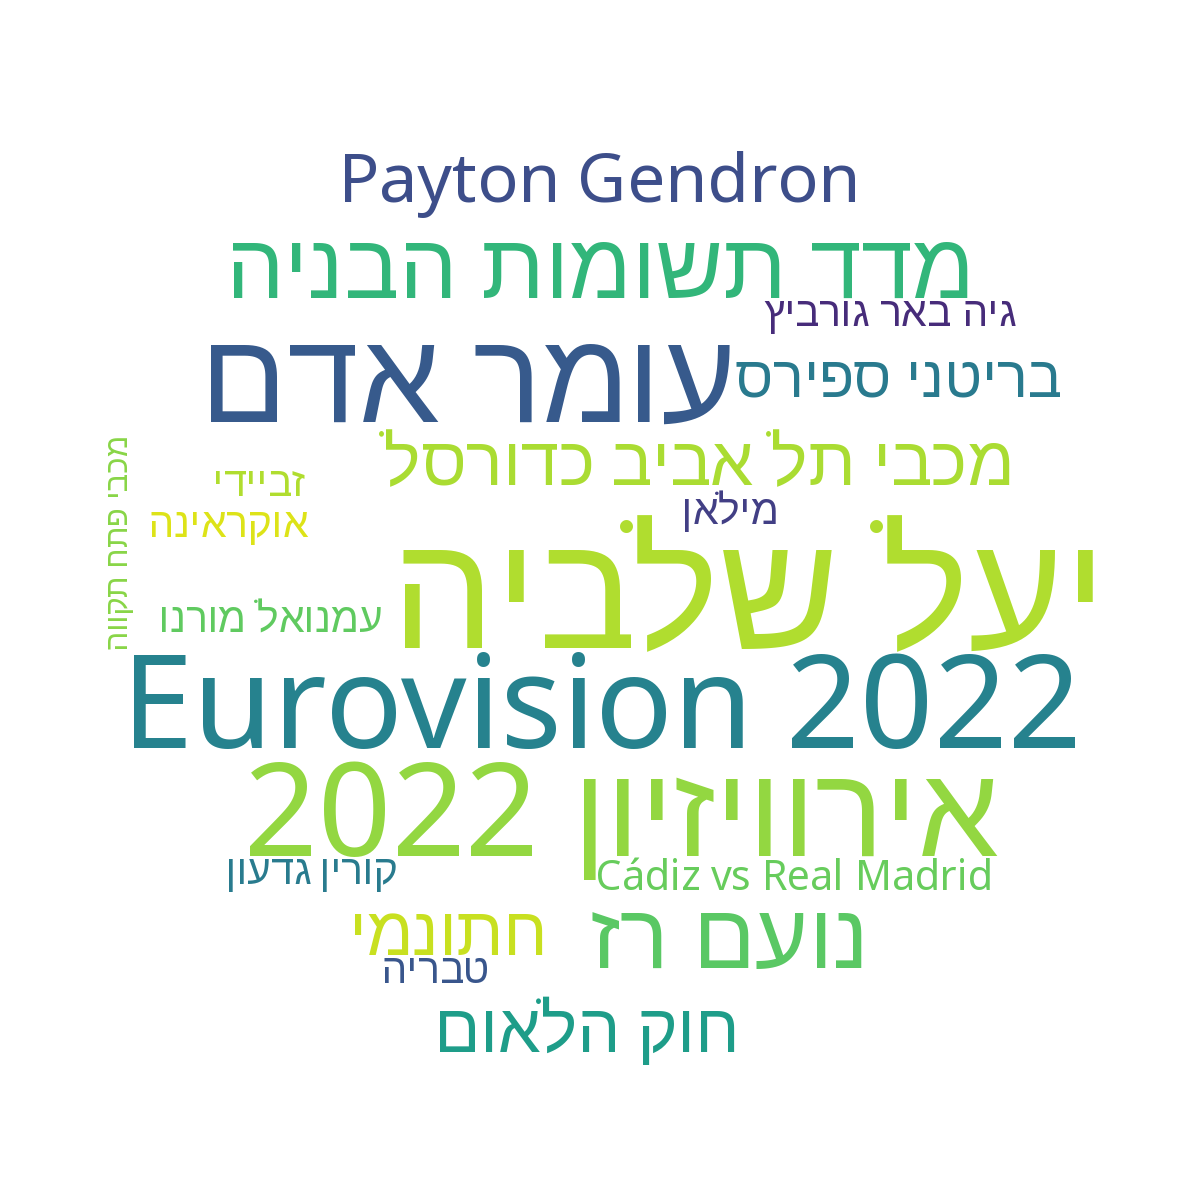 Payton Gendron
מדד תשומות הבניה
גיה באר גורביץ
עומר אדם
בריטני ספירס
מכבי תל אביב כדורסל
זביידי
מילאן
אוקראינה
מכבי פתח תקווה
יעל שלביה
עמנואל מורנו
Eurovision 2022
אירוויזיון 2022
קורין גדעון
Cádiz vs Real Madrid
חתונמי
נועם רז
טבריה
חוק הלאום